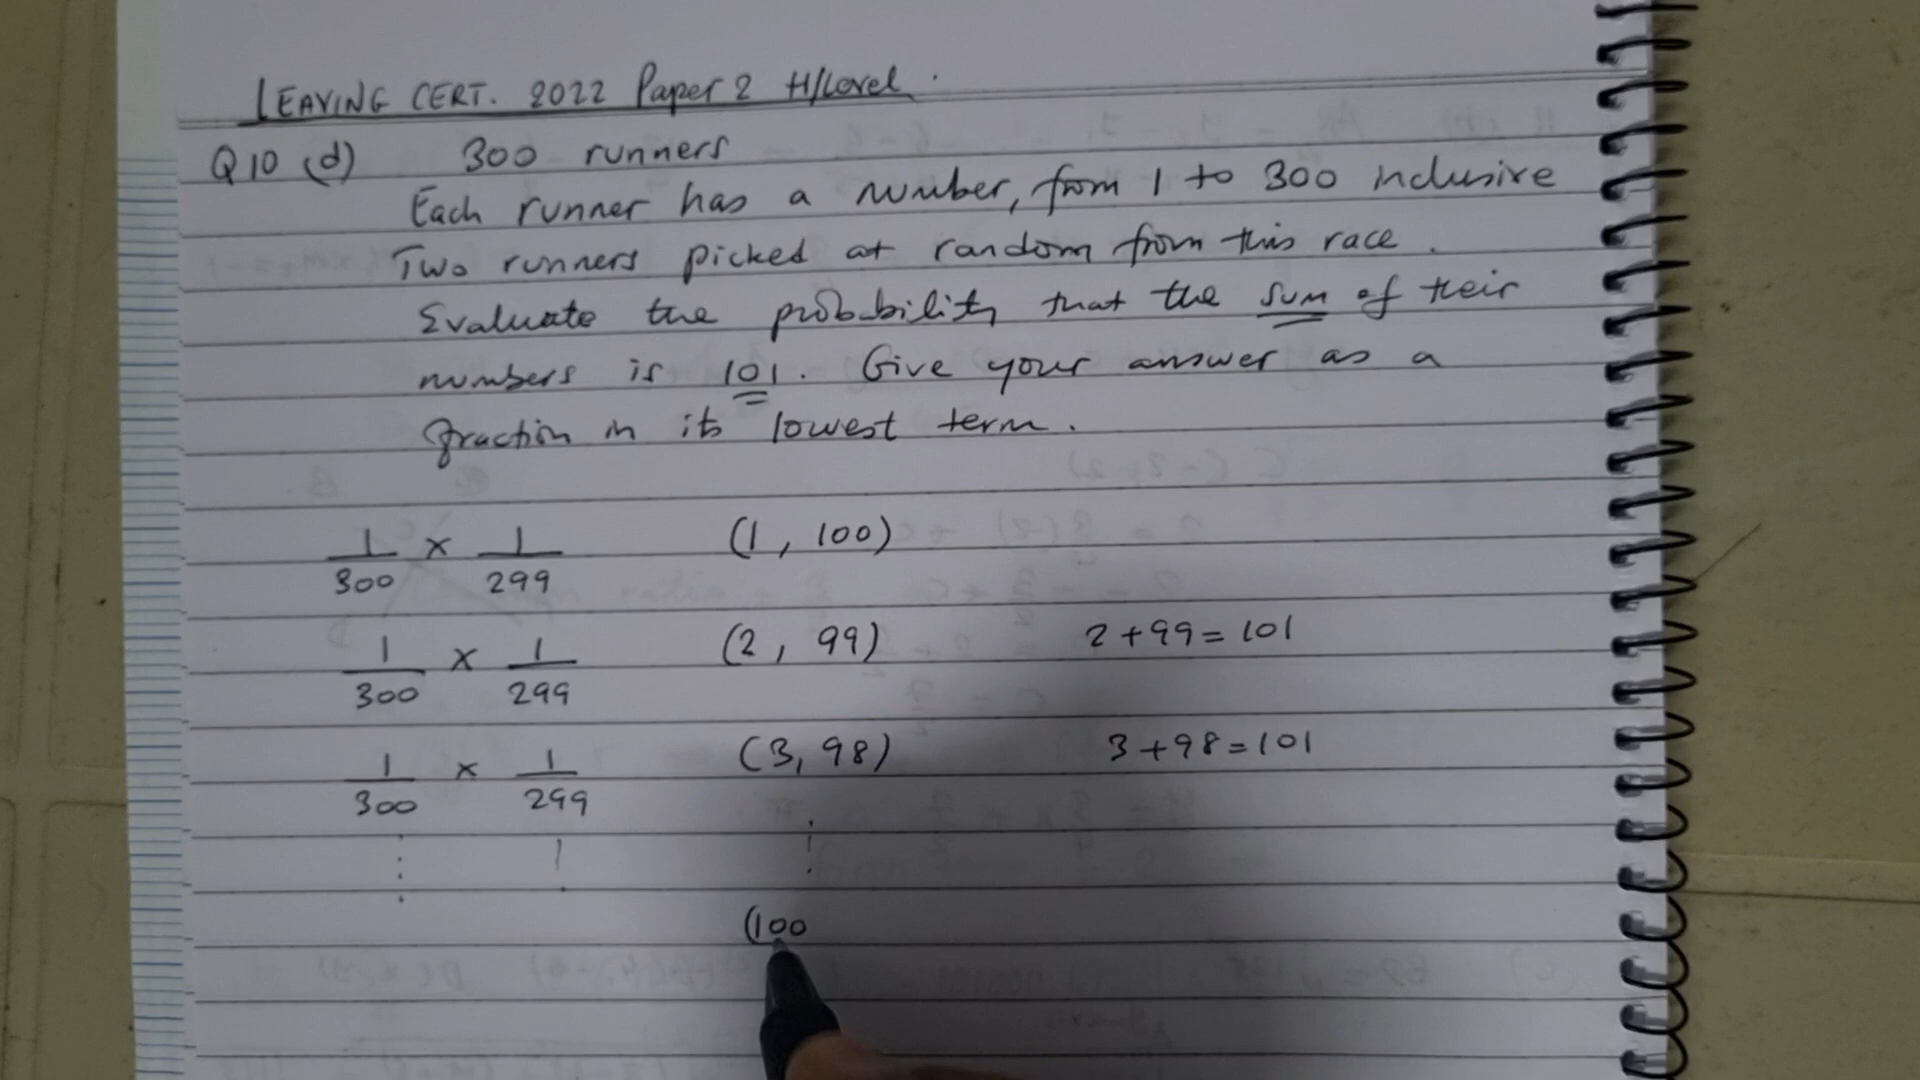 LEAVING CERT. 2022 Paper 2 H/Level.
Q10 (d) 300 runners
Each runner has a number, from 1 to 300 inclusive
Two runners picked at random from this race.
Evaluate the probability that the sum of their
numbers is 101. Give your answer as a
fraction in its lowest term.
1/300 × 1/299 (1, 100)
1/300 × 1/299 (2, 99) 2+99=101
1/300 × 1/299 (3, 98) 3+98=101
(100